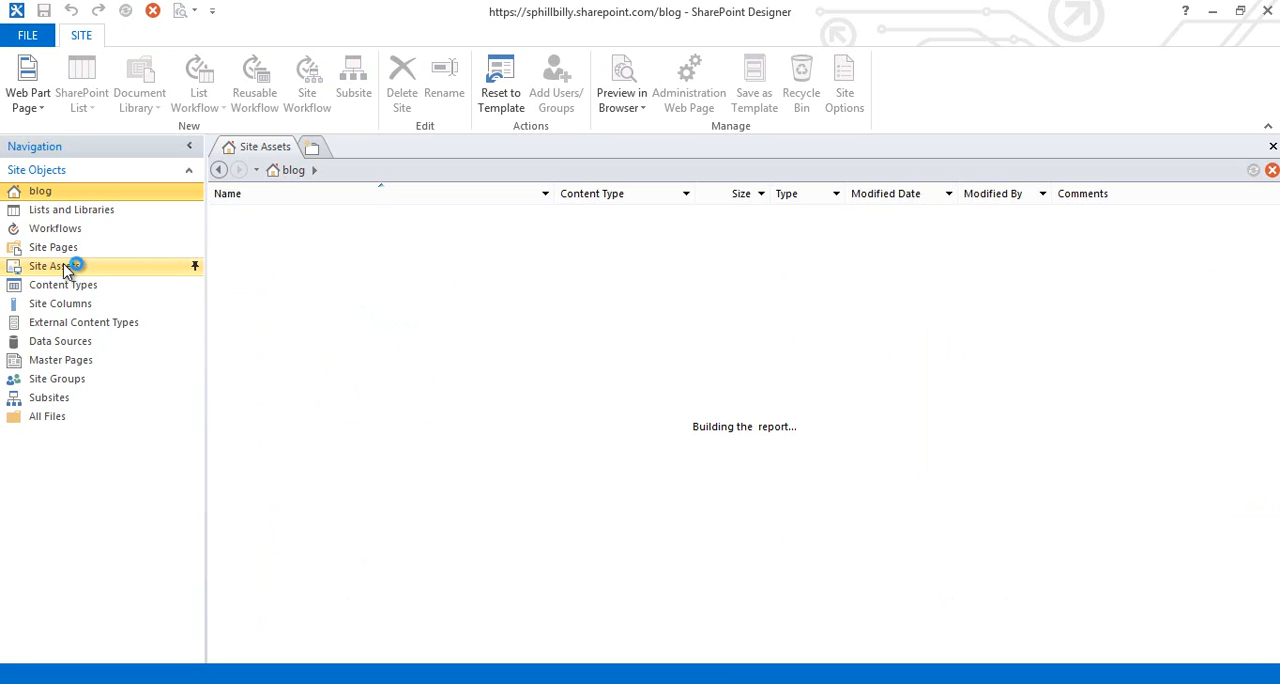 https://sphillbilly.sharepoint.com/blog - SharePoint Designer
?
FILE
SITE
Web Part Page
SharePoint List
Document Library
List Workflow
Reusable Workflow
Site Workflow
Subsite
Delete Site
Rename
Reset to Template
Add Users/ Groups
Preview in Browser
Administration Web Page
Save as Template
Recycle Bin
Site Options
New
Edit
Actions
Manage
Navigation
Site Assets
Site Objects
blog
blog
Name
Content Type
Size
Type
Modified Date
Modified By
Comments
Lists and Libraries
Workflows
Site Pages
Site
Content Types
Site Columns
External Content Types
Data Sources
Master Pages
Site Groups
Subsites
All Files
Building the report...